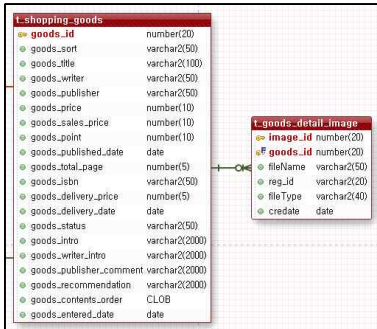 t_shopping_goods
goods_id number(20)
goods_sort varchar2(50)
goods_title varchar2(100)
goods_writer varchar2(50)
goods_publisher varchar2(50)
goods_price number(10)
goods_sales_price number(10)
goods_point number(10)
goods_published_date date
goods_total_page number(5)
goods_isbn varchar2(50)
goods_delivery_price number(5)
goods_delivery_date date
goods_status varchar2(50)
goods_intro varchar2(2000)
goods_writer_intro varchar2(2000)
goods_publisher_comment varchar2(2000)
goods_recommendation varchar2(2000)
goods_contents_order CLOB
goods_entered_date date
t_goods_detail_image
image_id number(20)
goods_id number(20)
fileName varchar2(50)
reg_id varchar2(20)
fileType varchar2(40)
credate date